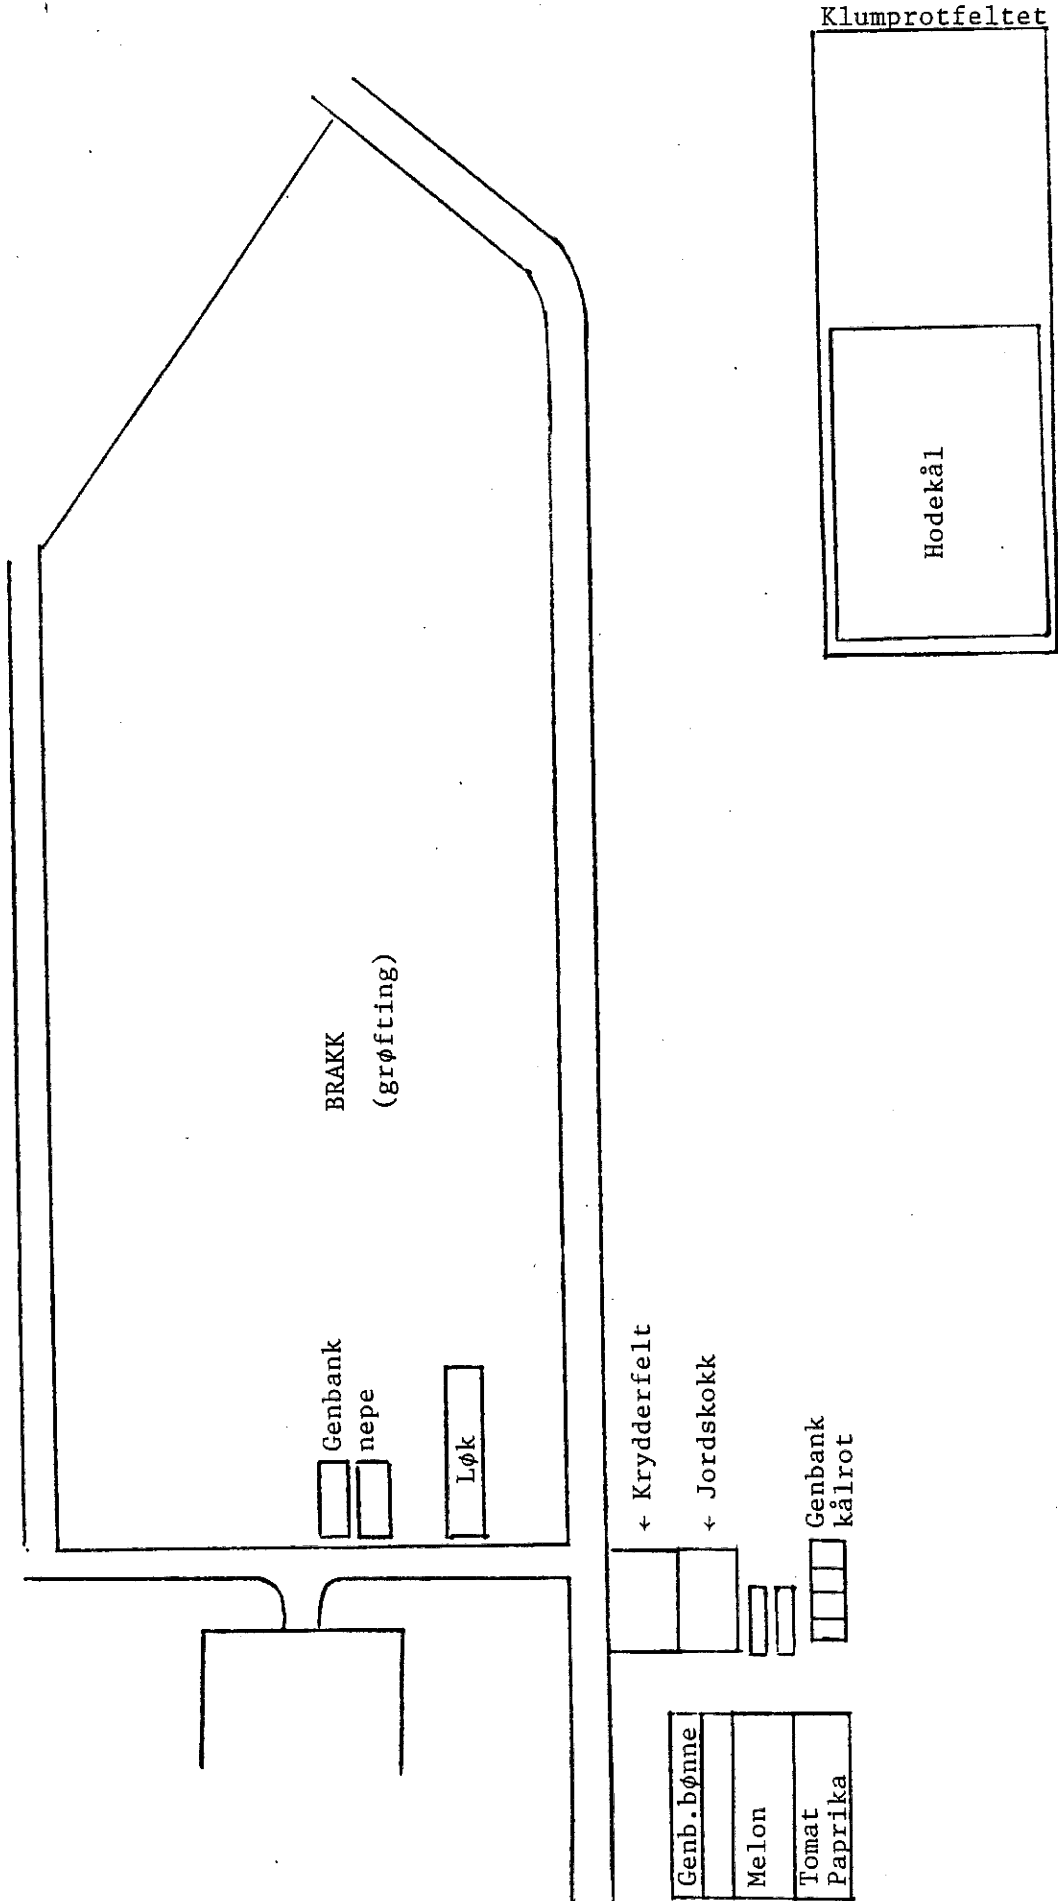 Klumprotfeltet
Hodekål
BRAKK
(grøfting)
Genbank
nepe
Løk
← Krydderfelt
← Jordskokk
Genbank
kålrot
Genb.bønne
Melon
Tomat
Paprika